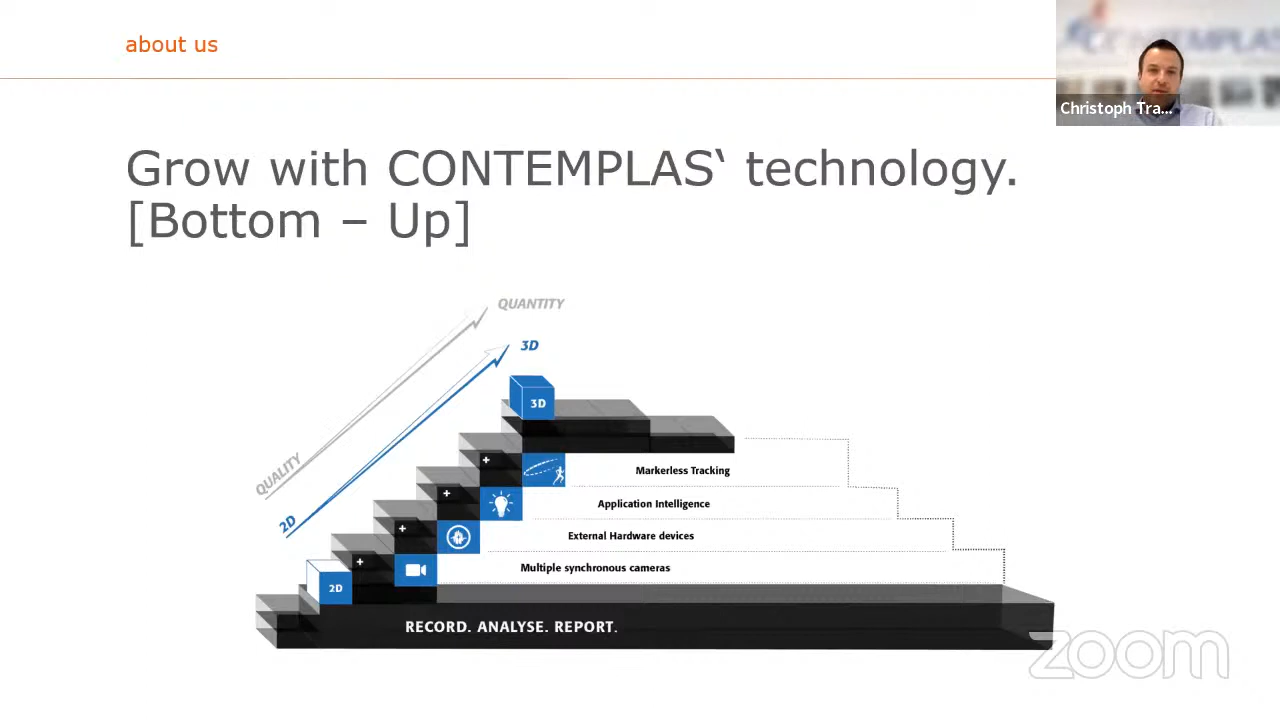 about us
CONTEMPLAS
Christoph Tra...
Grow with CONTEMPLAS‘ technology.
[Bottom – Up]
QUANTITY
3D
3D
QUALITY
2D
+
Markerless Tracking
+
Application Intelligence
+
External Hardware devices
+
Multiple synchronous cameras
2D
RECORD. ANALYSE. REPORT.
zoom